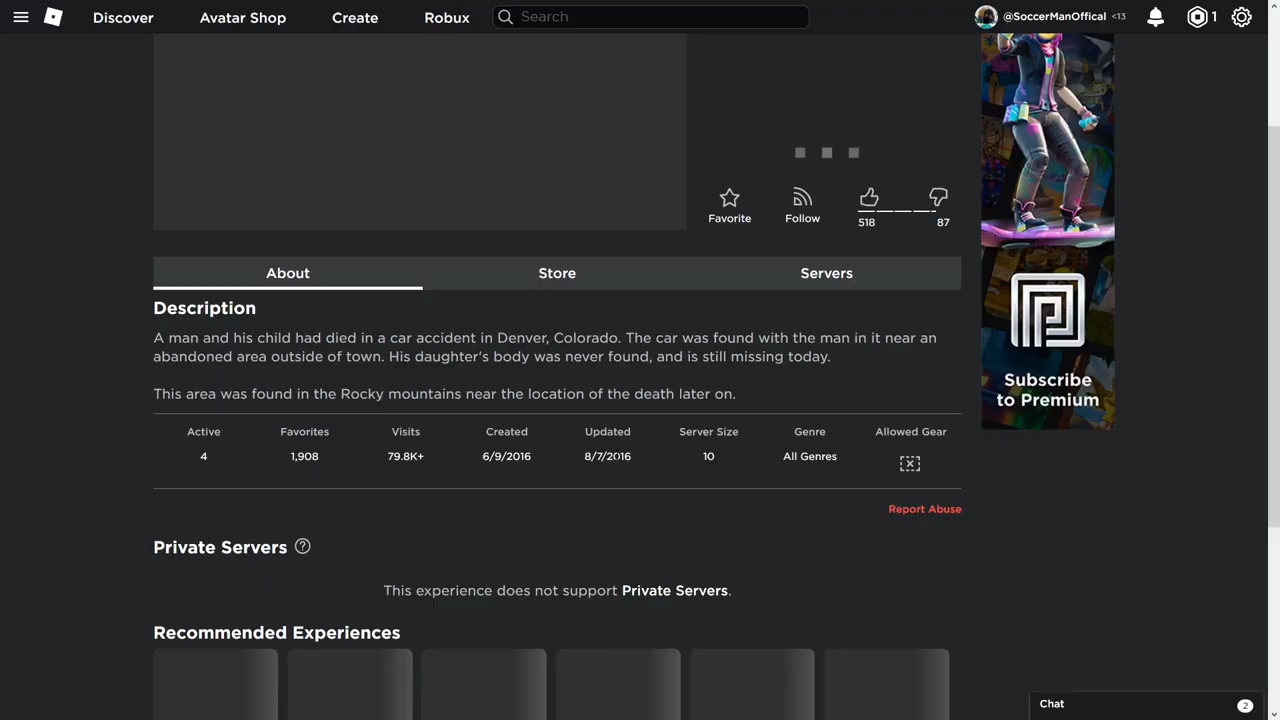 Discover Avatar Shop Create Robux Search @SoccerManOffical <13 1
Favorite Follow 518 87
About Store Servers
Description
A man and his child had died in a car accident in Denver, Colorado. The car was found with the man in it near an
abandoned area outside of town. His daughter's body was never found, and is still missing today.
This area was found in the Rocky mountains near the location of the death later on.
Active Favorites Visits Created Updated Server Size Genre Allowed Gear
4 1,908 79.8K+ 6/9/2016 8/7/2016 10 All Genres
Report Abuse
Private Servers ?
This experience does not support Private Servers.
Recommended Experiences
Subscribe
to Premium
Chat 2